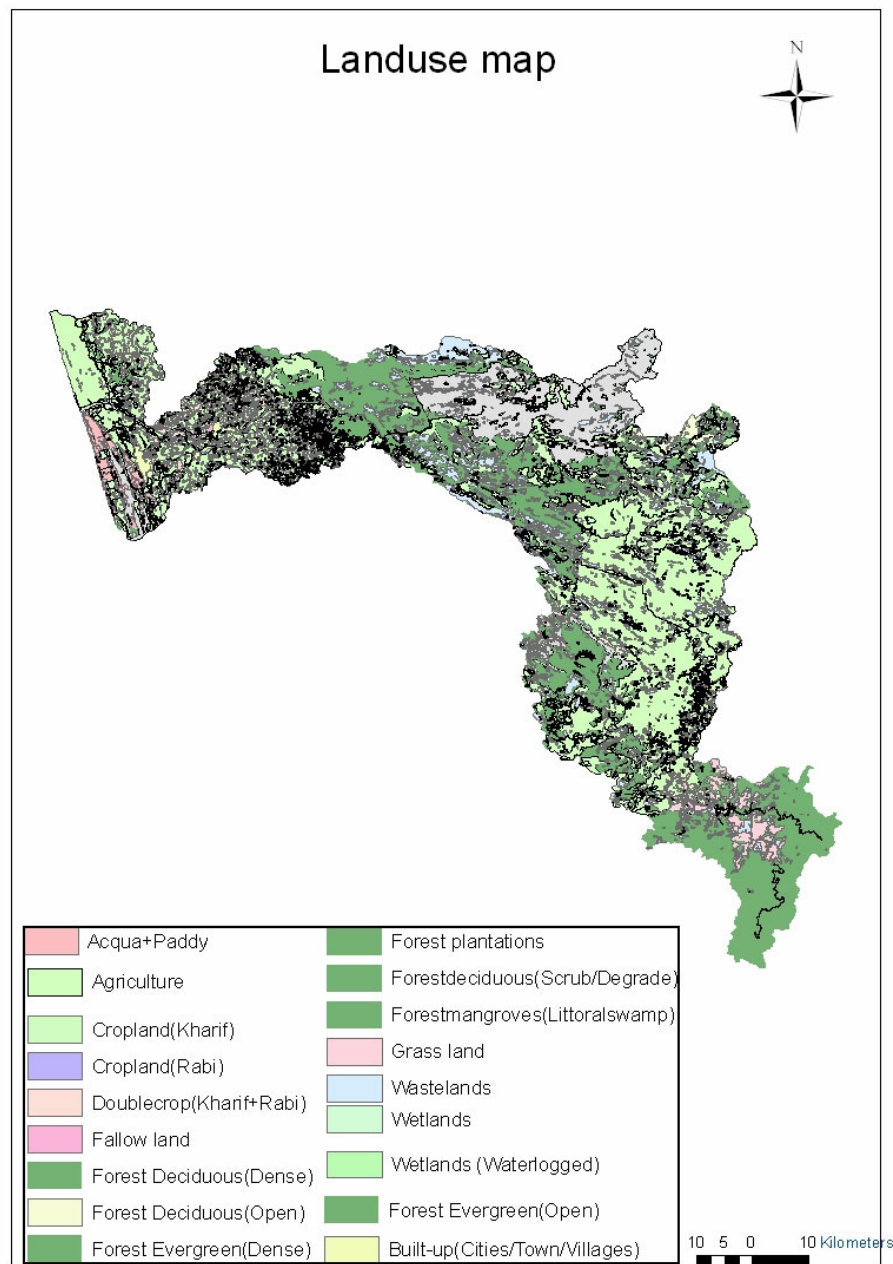 Landuse map
N
Acqua+Paddy
Agriculture
Cropland(Kharif)
Cropland(Rabi)
Doublecrop(Kharif+Rabi)
Fallow land
Forest Deciduous(Dense)
Forest Deciduous(Open)
Forest Evergreen(Dense)
Forest plantations
Forestdeciduous(Scrub/Degrade)
Forestmangroves(Littoralswamp)
Grass land
Wastelands
Wetlands
Wetlands (Waterlogged)
Forest Evergreen(Open)
Built-up(Cities/Town/Villages)
10 5 0 10 Kilometers